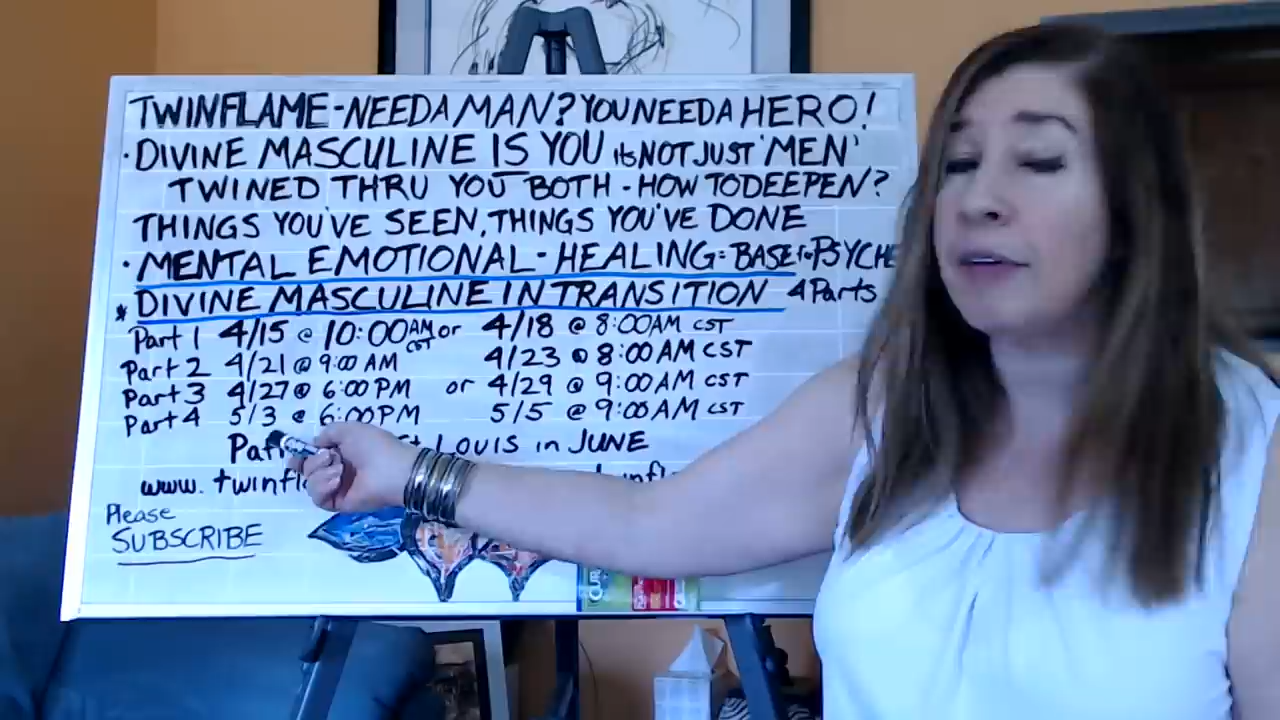 TWINFLAME - NEED A MAN? YOU NEED A HERO!
· DIVINE MASCULINE IS YOU its NOT JUST 'MEN'
TWINED THRU YOU BOTH - HOW TO DEEPEN?
THINGS YOU'VE SEEN, THINGS YOU'VE DONE
· MENTAL EMOTIONAL - HEALING = BASE for PSYCHE
* DIVINE MASCULINE IN TRANSITION 4 Parts
Part 1 4/15 @ 10:00 AM CST or 4/18 @ 8:00 AM CST
Part 2 4/21 @ 9:00 AM 4/23 @ 8:00 AM CST
Part 3 4/27 @ 6:00 PM or 4/29 @ 9:00 AM CST
Part 4 5/3 @ 6:00 PM 5/5 @ 9:00 AM CST
LOUIS in JUNE
www.
Please
SUBSCRIBE